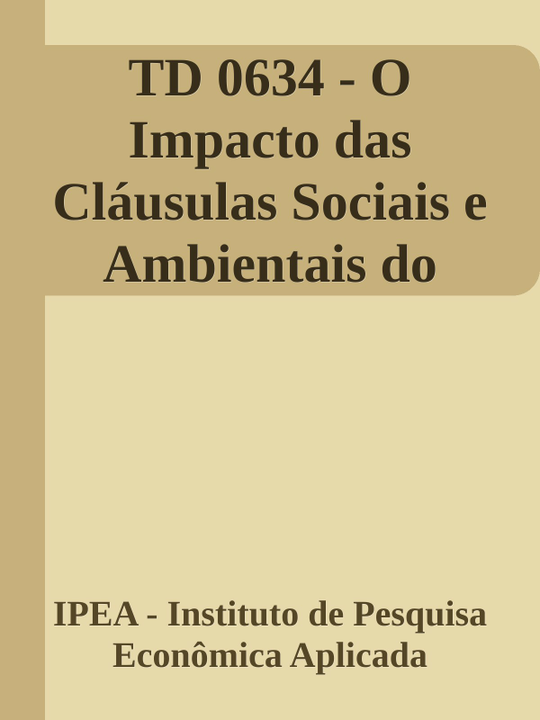 TD 0634 - O
Impacto das
Cláusulas Sociais e
Ambientais do
IPEA - Instituto de Pesquisa
Econômica Aplicada